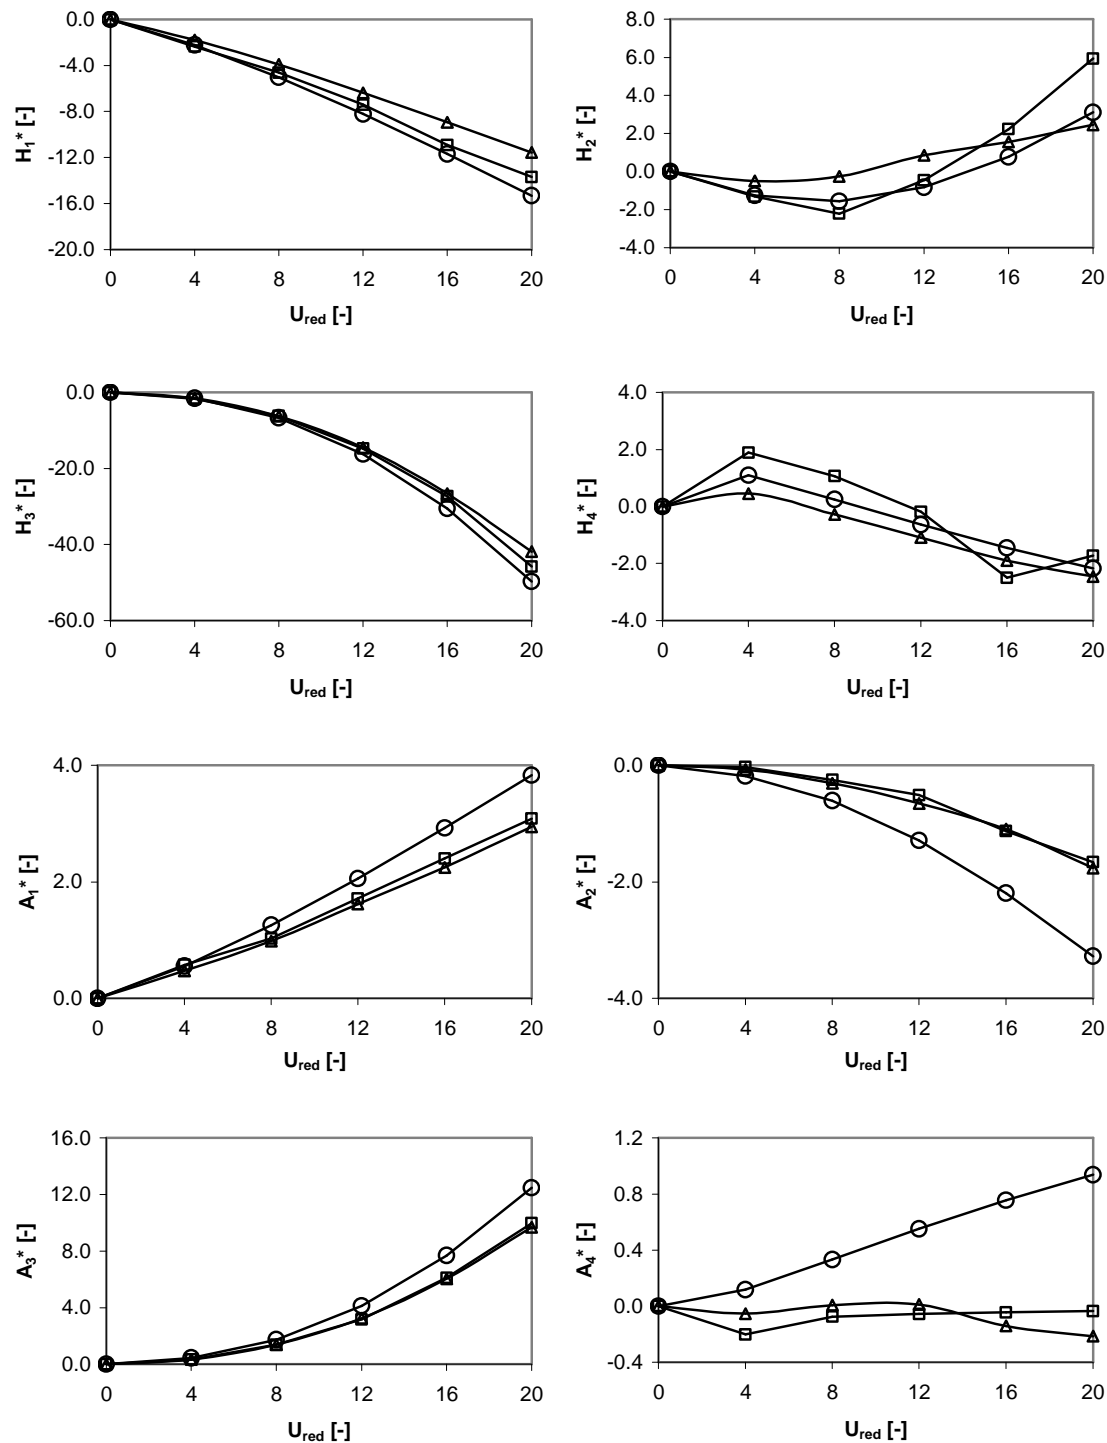 0.0
-4.0
-8.0
-12.0
-16.0
-20.0
H1* [-]
0 4 8 12 16 20
Ured [-]
8.0
6.0
4.0
2.0
0.0
-2.0
-4.0
H2* [-]
0 4 8 12 16 20
Ured [-]
0.0
-20.0
-40.0
-60.0
H3* [-]
0 4 8 12 16 20
Ured [-]
4.0
2.0
0.0
-2.0
-4.0
H4* [-]
0 4 8 12 16 20
Ured [-]
4.0
2.0
0.0
A1* [-]
0 4 8 12 16 20
Ured [-]
0.0
-2.0
-4.0
A2* [-]
0 4 8 12 16 20
Ured [-]
16.0
12.0
8.0
4.0
0.0
A3* [-]
0 4 8 12 16 20
Ured [-]
1.2
0.8
0.4
0.0
-0.4
A4* [-]
0 4 8 12 16 20
Ured [-]